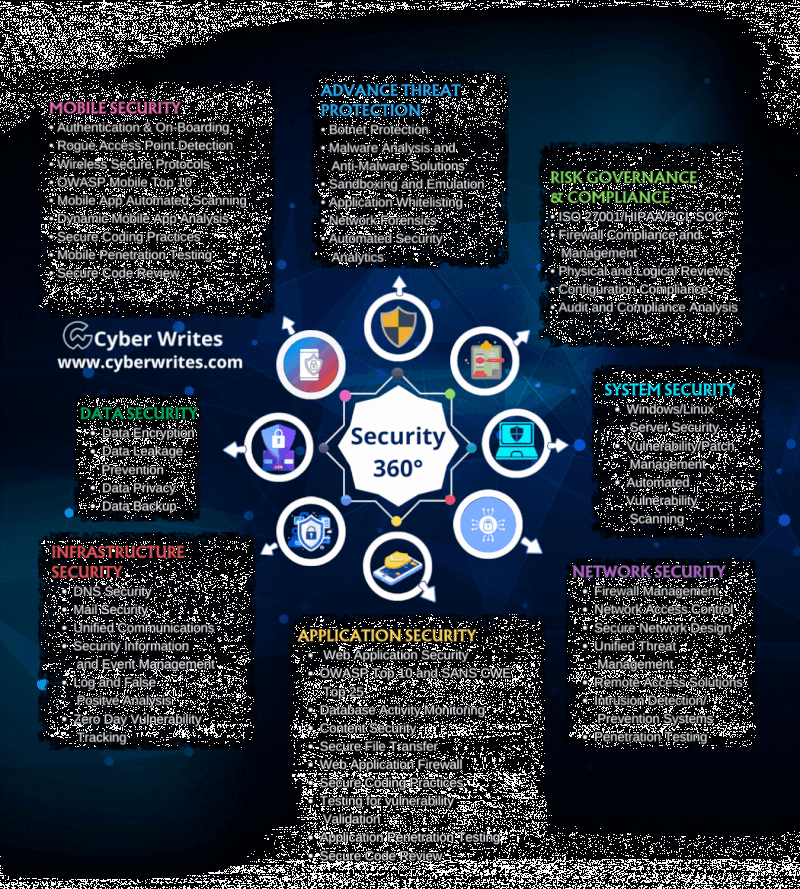 MOBILE SECURITY
• Authentication & On-Boarding
• Rogue Access Point Detection
• Wireless Secure Protocols
• OWASP Mobile Top 10
• Mobile App Automated Scanning
• Dynamic Mobile App Analysis
• Secure Coding Practices
• Mobile Penetration Testing
• Secure Code Review
ADVANCE THREAT
PROTECTION
• Botnet Protection
• Malware Analysis and
Anti-Malware Solutions
• Sandboxing and Emulation
• Application Whitelisting
• Network Forensics
• Automated Security
Analytics
RISK GOVERNANCE
& COMPLIANCE
• ISO 27001/HIPAA/PCI, SOC
• Firewall Compliance and
Management
• Physical and Logical Reviews
• Configuration Compliance
• Audit and Compliance Analysis
Cyber Writes
www.cyberwrites.com
DATA SECURITY
• Data Encryption
• Data Leakage
Prevention
• Data Privacy
• Data Backup
Security
360°
SYSTEM SECURITY
• Windows/Linux
Server Security
• Vulnerability/Patch
Management
• Automated
Vulnerability
Scanning
INFRASTRUCTURE
SECURITY
• DNS Security
• Mail Security
• Unified Communications
• Security Information
and Event Management
• Log and False
Positive Analysis
• Zero Day Vulnerability
Tracking
APPLICATION SECURITY
• Web Application Security
• OWASP Top 10 and SANS CWE
Top 25
• Database Activity Monitoring
• Content Security
• Secure File Transfer
• Web Application Firewall
• Secure Coding Practices
• Testing for vulnerability
Validation
• Application Penetration Testing
• Secure Code Review
NETWORK SECURITY
• Firewall Management
• Network Access Control
• Secure Network Design
• Unified Threat
Management
• Remote Access Solutions
• Intrusion Detection
Prevention Systems
• Penetration Testing